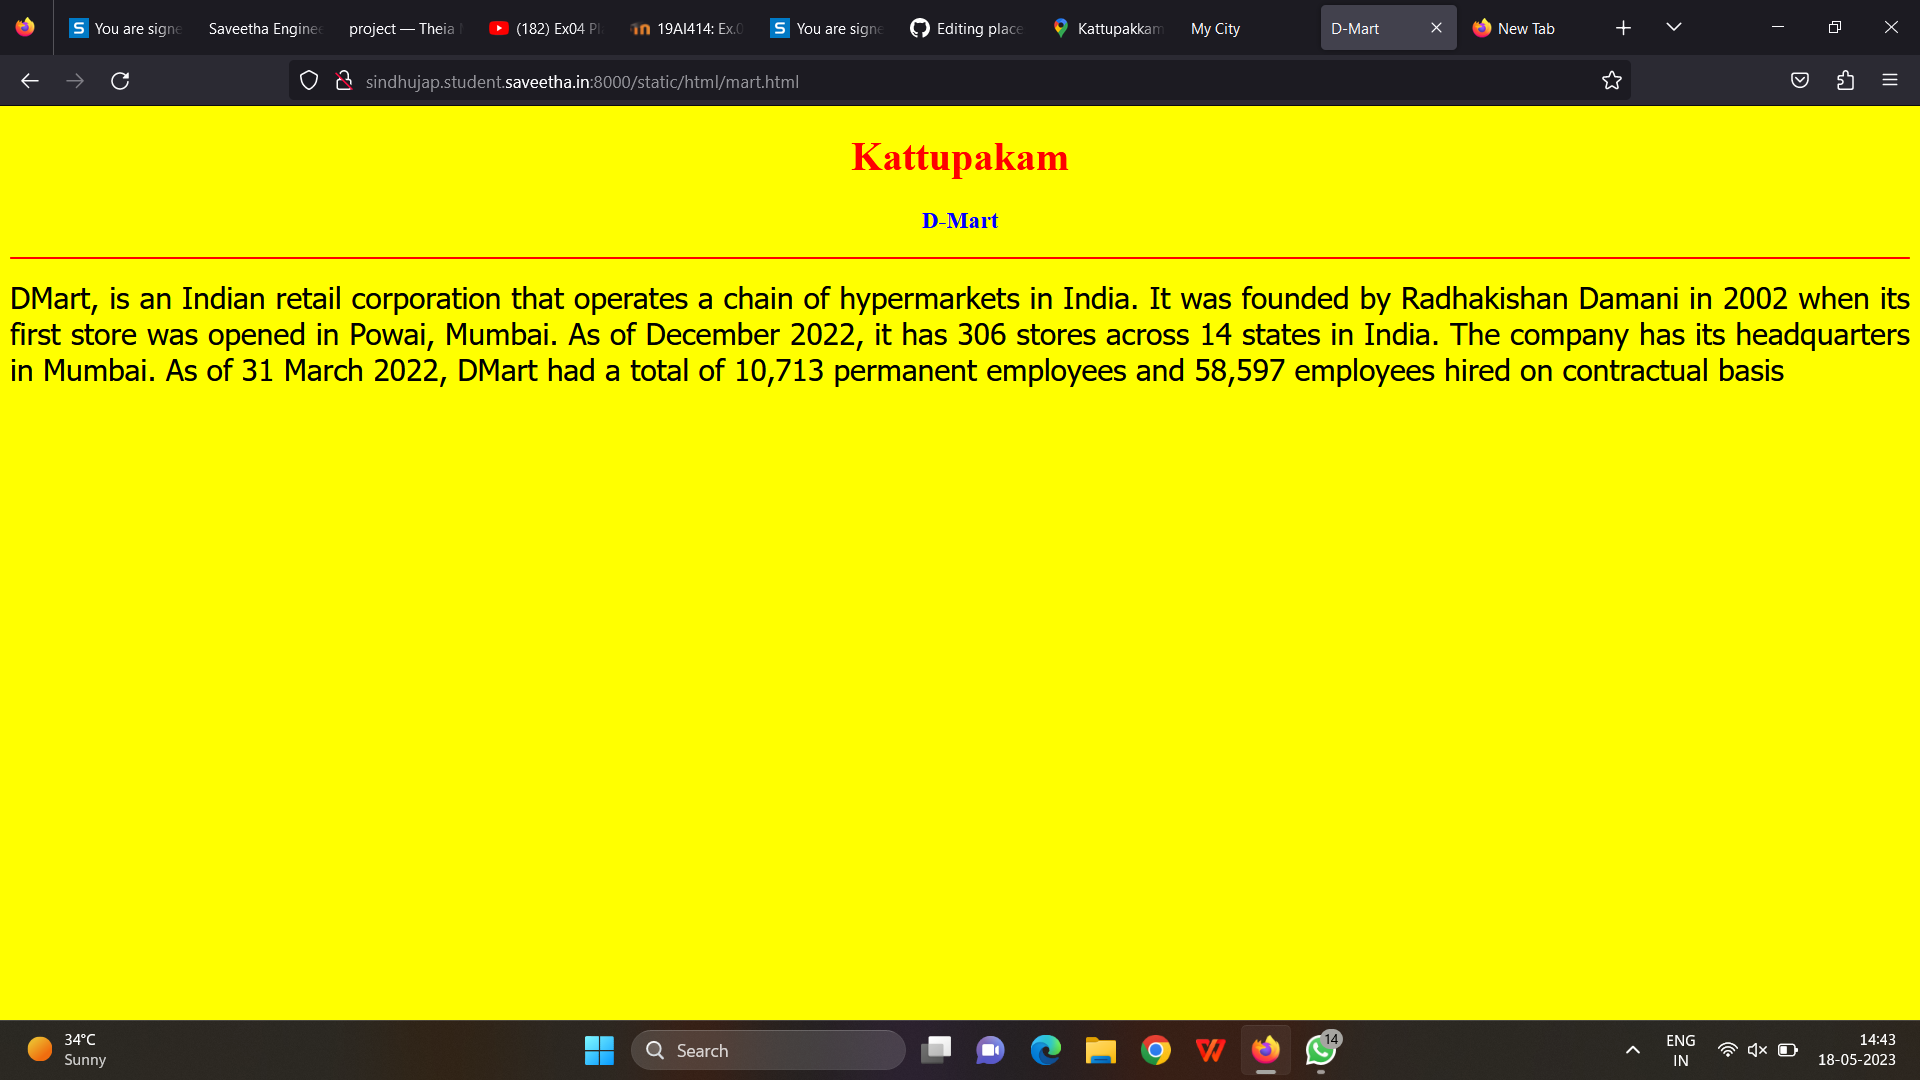 You are signe
Saveetha Enginee
project — Theia
(182) Ex04 Pl
19AI414: Ex.0
You are signe
Editing place
Kattupakkam
My City
D-Mart
New Tab
sindhujap.student.saveetha.in:8000/static/html/mart.html
Kattupakam
D-Mart
DMart, is an Indian retail corporation that operates a chain of hypermarkets in India. It was founded by Radhakishan Damani in 2002 when its
first store was opened in Powai, Mumbai. As of December 2022, it has 306 stores across 14 states in India. The company has its headquarters
in Mumbai. As of 31 March 2022, DMart had a total of 10,713 permanent employees and 58,597 employees hired on contractual basis
34°C
Sunny
Search
14
ENG
IN
14:43
18-05-2023